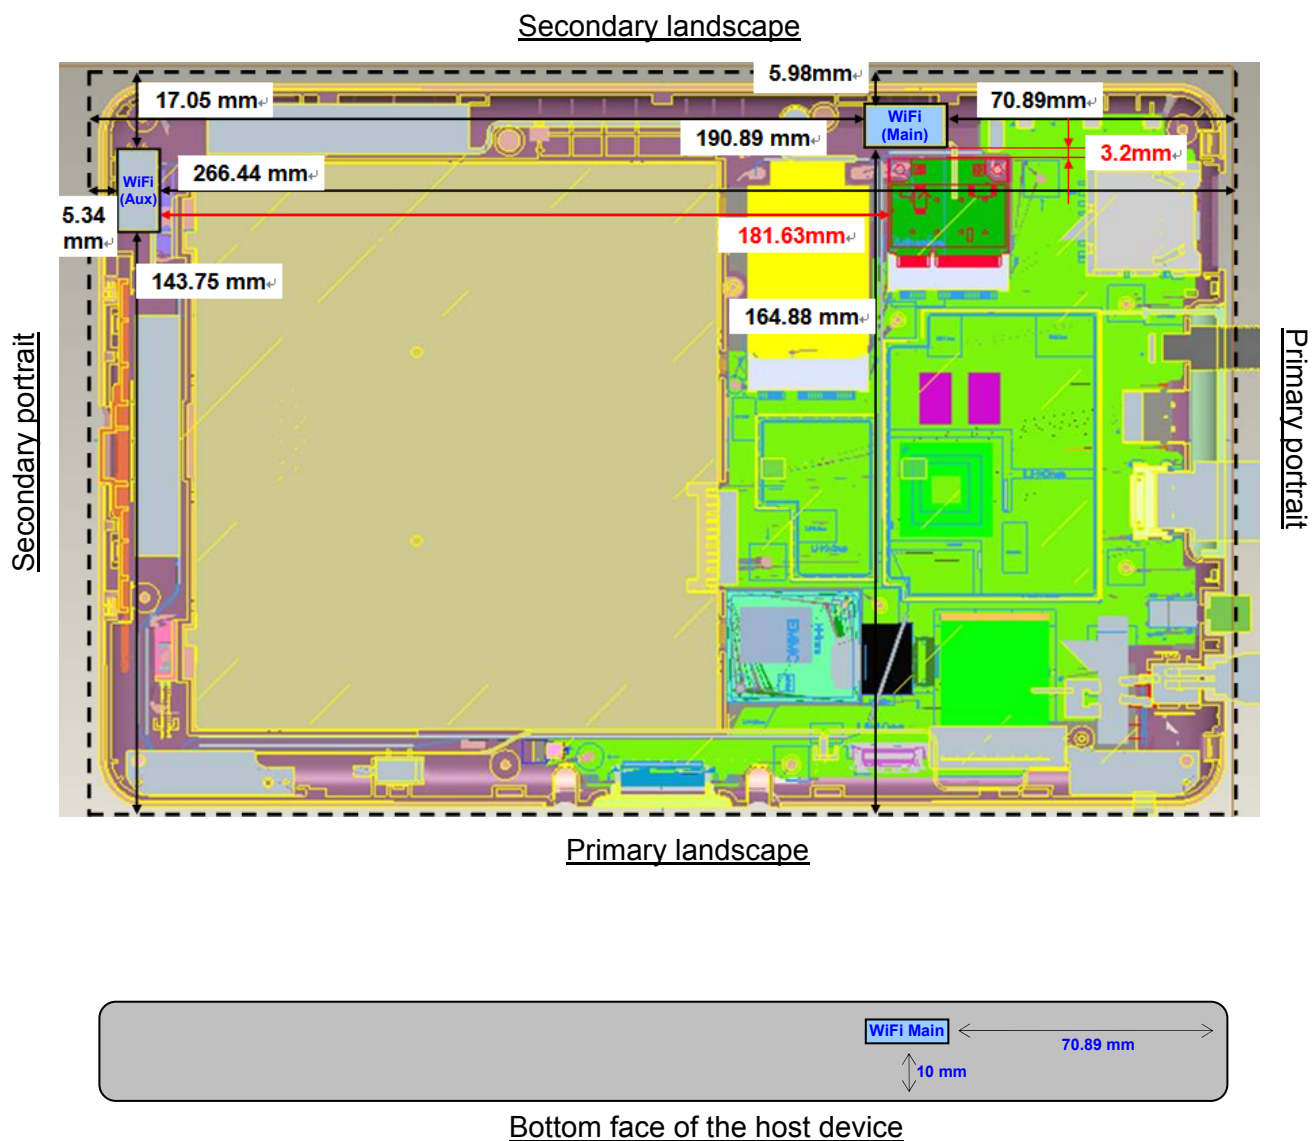 Secondary landscape
5.98mm
17.05 mm
70.89mm
WiFi
(Main)
190.89 mm
3.2mm
WiFi
(Aux)
266.44 mm
5.34
mm
181.63mm
143.75 mm
164.88 mm
Secondary portrait
Primary portrait
EMMC
Primary landscape
WiFi Main
70.89 mm
10 mm
Bottom face of the host device